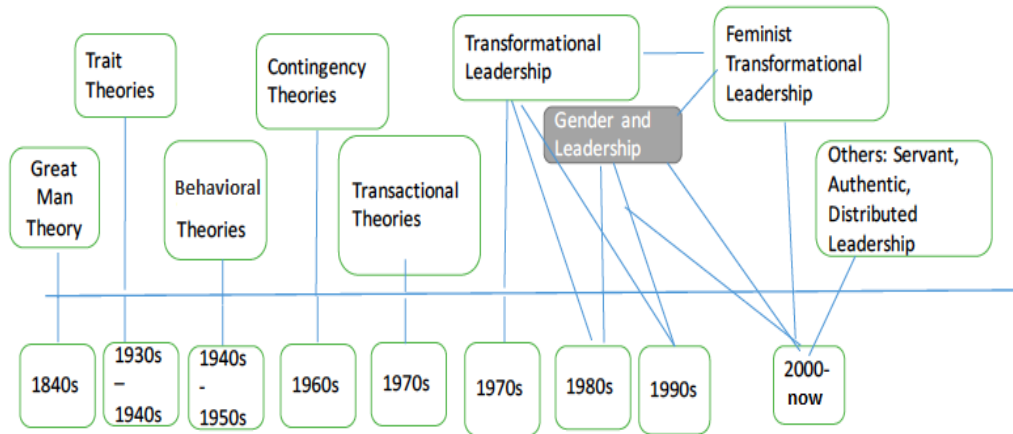 Trait
Theories
Contingency
Theories
Transformational
Leadership
Feminist
Transformational
Leadership
Gender and
Leadership
Great
Man
Theory
Behavioral
Theories
Transactional
Theories
Others: Servant,
Authentic,
Distributed
Leadership
1840s
1930s
–
1940s
1940s
-
1950s
1960s
1970s
1970s
1980s
1990s
2000-
now